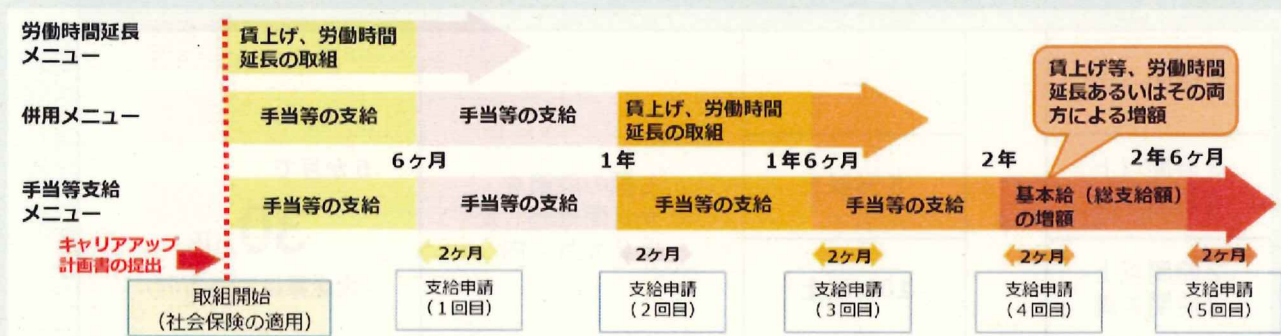 労働時間延長
メニュー
賃上げ、労働時間
延長の取組
賃上げ等、労働時間
延長あるいはその両
方による増額
併用メニュー
手当等の支給
手当等の支給
賃上げ、労働時間
延長の取組
6ヶ月
1年
1年6ヶ月
2年
2年6ヶ月
手当等支給
メニュー
手当等の支給
手当等の支給
手当等の支給
手当等の支給
基本給（総支給額）
の増額
キャリアアップ
計画書の提出
取組開始
（社会保険の適用）
2ヶ月
支給申請
（1回目）
2ヶ月
支給申請
（2回目）
2ヶ月
支給申請
（3回目）
2ヶ月
支給申請
（4回目）
2ヶ月
支給申請
（5回目）